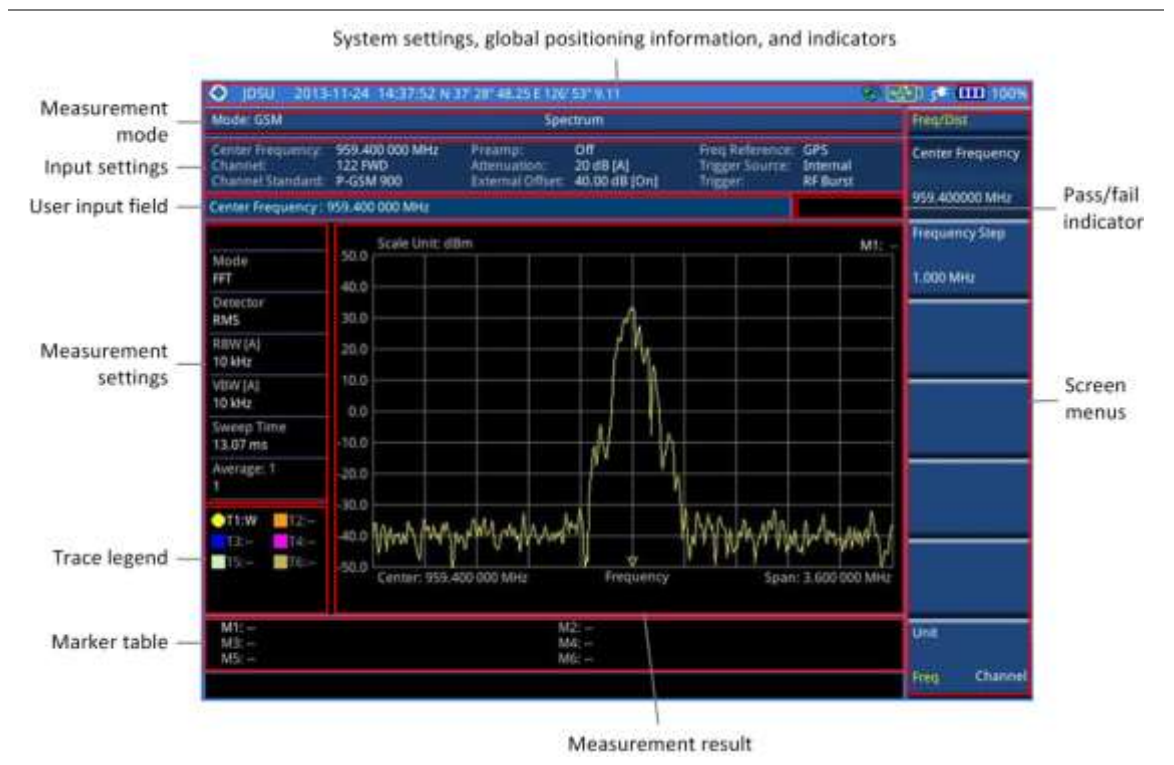 System settings, global positioning information, and indicators
JDSU 2013-11-24 14:37:52 N 37° 28" 48.25 E 126° 53" 9.11 100%
Measurement
mode
Mode: GSM Spectrum Freq/Dist
Input settings
Center Frequency: 959.400 000 MHz Preamp: Off Freq Reference: GPS
Channel: 122 FWD Attenuation: 20 dB [A] Trigger Source: Internal
Channel Standard: P-GSM 900 External Offset: 40.00 dB [On] Trigger: RF Burst
Center Frequency
959.400000 MHz
User input field
Center Frequency : 959.400 000 MHz
Pass/fail
indicator
Frequency Step
1.000 MHz
Scale Unit: dBm M1: --
Measurement
settings
Mode
FFT
Detector
RMS
RBW [A]
10 kHz
VBW [A]
10 kHz
Sweep Time
13.07 ms
Average: 1
1
50.0
40.0
30.0
20.0
10.0
0.0
-10.0
-20.0
-30.0
-40.0
-50.0
Screen
menus
Trace legend
T1:W T2:--
T3:-- T4:--
T5:-- T6:--
Center: 959.400 000 MHz Frequency Span: 3.600 000 MHz
Marker table
M1: -- M2: --
M3: -- M4: --
M5: -- M6: --
Unit
Freq Channel
Measurement result